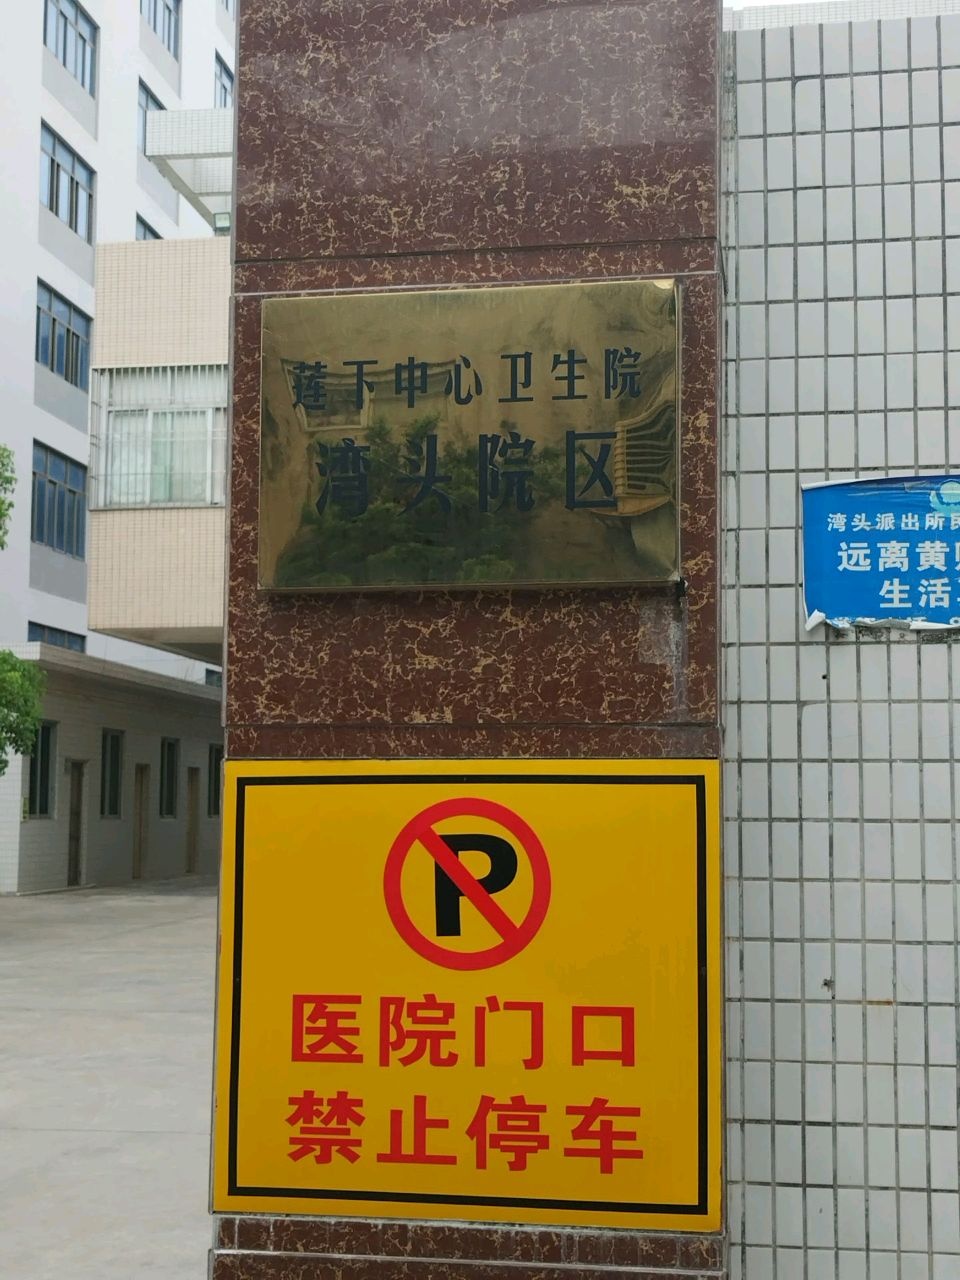 莲下中心卫生院
湾头院区
P
医院门口
禁止停车
湾头派出所
远离黄
生活